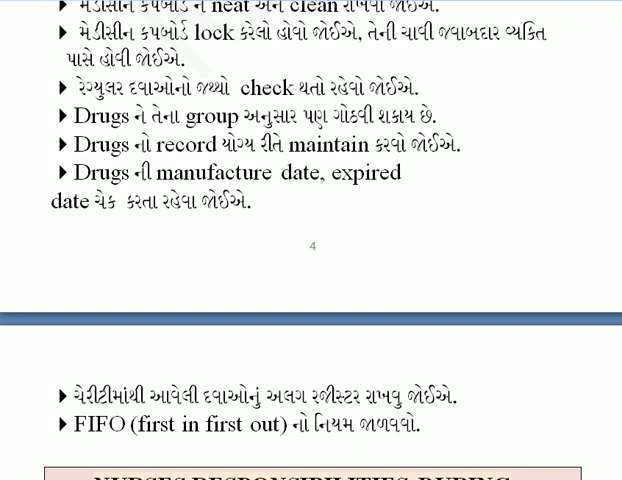 મેડીસીન કપબોર્ડ ને neat અને clean રાખવો જોઈએ.
મેડીસીન કપબોર્ડ lock કરેલો હોવો જોઈએ, તેની ચાવી જવાબદાર વ્યકિત
પાસે હોવી જોઈએ.
રેગ્યુલર દવાઓનો જથ્થો check થતો રહેવો જોઈએ.
Drugs ને તેના group અનુસાર પણ ગોઠવી શકાય છે.
Drugs નો record યોગ્ય રીતે maintain કરવો જોઈએ.
Drugs ની manufacture date, expired
date ચેક કરતા રહેવા જોઈએ.
4
ચેરીટીમાંથી આવેલી દવાઓનું અલગ રજીસ્ટર રાખવુ જોઈએ.
FIFO (first in first out) નો નિયમ જાળવવો.
NURSES RESPONSIBILITIES DURING